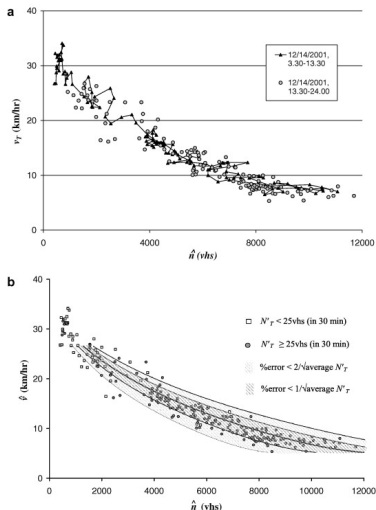 a
40
30
20
10
0
v_T (km/hr)
12/14/2001,
3.30-13.30
12/14/2001,
13.30-24.00
0 4000 8000 12000
n̂ (vhs)
b
40
30
20
10
0
v̂ (km/hr)
N'_T < 25vhs (in 30 min)
N'_T ≥ 25vhs (in 30 min)
%error < 2/√average N'_T
%error < 1/√average N'_T
0 2000 4000 6000 8000 10000 12000
n̂ (vhs)